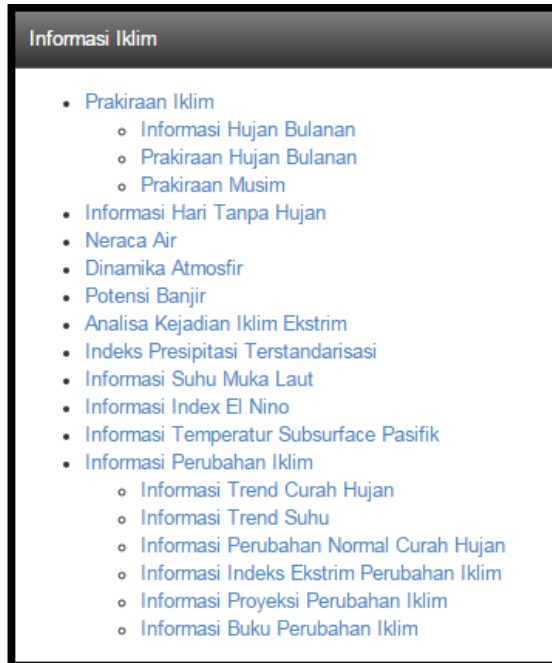 Informasi Iklim
Prakiraan Iklim
Informasi Hujan Bulanan
Prakiraan Hujan Bulanan
Prakiraan Musim
Informasi Hari Tanpa Hujan
Neraca Air
Dinamika Atmosfir
Potensi Banjir
Analisa Kejadian Iklim Ekstrim
Indeks Presipitasi Terstandarisasi
Informasi Suhu Muka Laut
Informasi Index El Nino
Informasi Temperatur Subsurface Pasifik
Informasi Perubahan Iklim
Informasi Trend Curah Hujan
Informasi Trend Suhu
Informasi Perubahan Normal Curah Hujan
Informasi Indeks Ekstrim Perubahan Iklim
Informasi Proyeksi Perubahan Iklim
Informasi Buku Perubahan Iklim